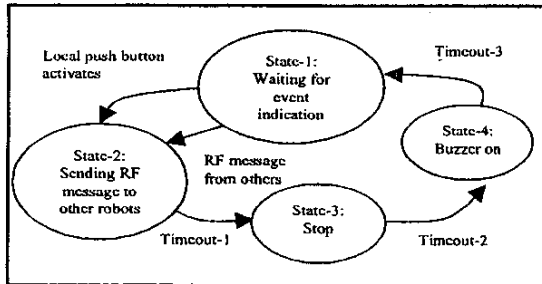 Local push button
activates
State-1:
Waiting for
event
indication
Timeout-3
State-4:
Buzzer on
State-2:
Sending RF
message to
other robots
RF message
from others
State-3:
Stop
Timeout-1
Timeout-2